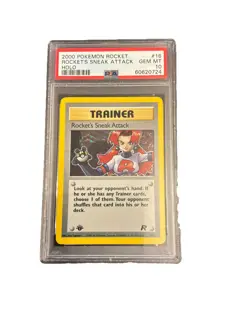 2000 POKEMON ROCKET #16
ROCKET'S SNEAK ATTACK GEM MT
HOLO 10
PSA 60620724
TRAINER
Rocket's Sneak Attack
Look at your opponent's hand. If
he or she has any Trainer cards,
choose 1 of them. Your opponent
shuffles that card into his or her
deck.